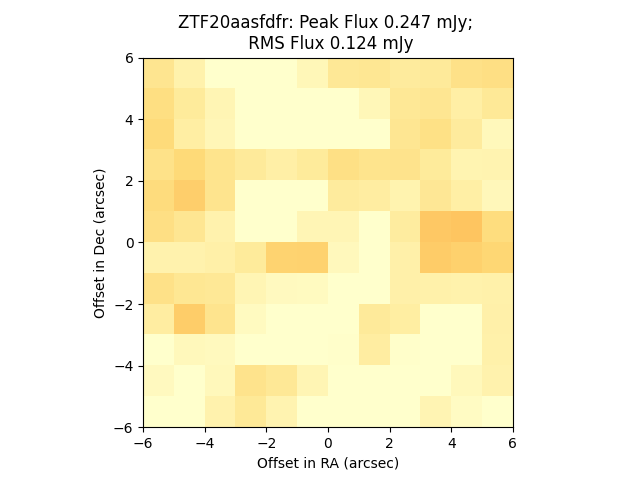 ZTF20aasfdfr: Peak Flux 0.247 mJy;
RMS Flux 0.124 mJy
6
4
2
0
−2
−4
−6
Offset in Dec (arcsec)
−6 −4 −2 0 2 4 6
Offset in RA (arcsec)